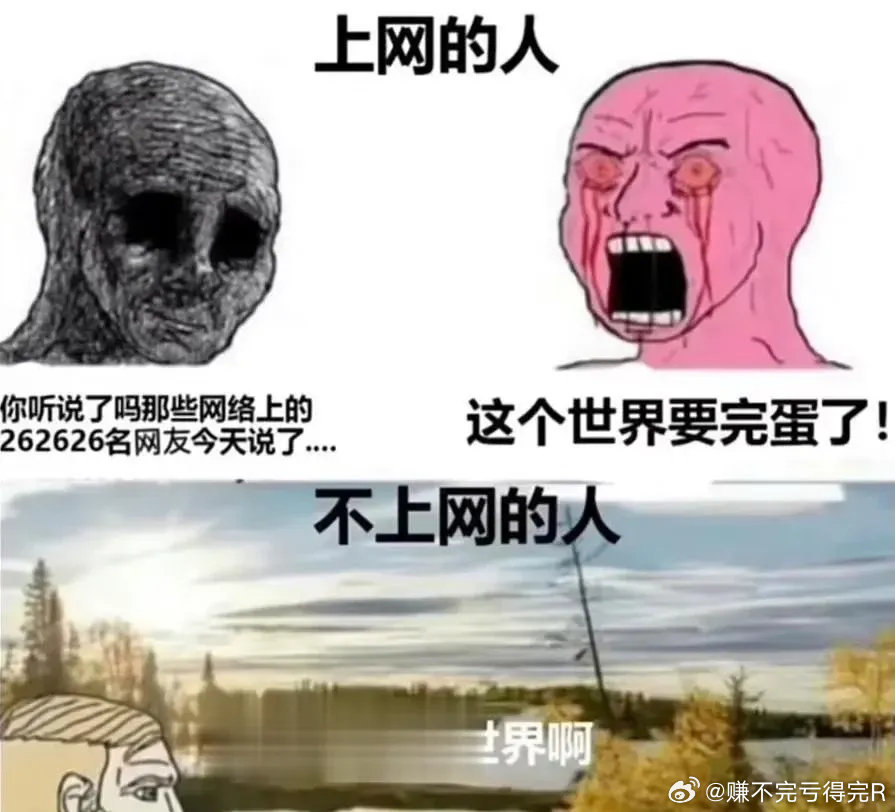 上网的人
你听说了吗那些网络上的
262626名网友今天说了....
这个世界要完蛋了!
不上网的人
界啊
@赚不完亏得完R